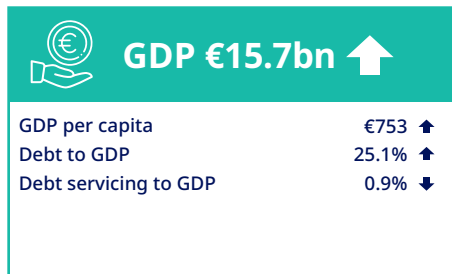 GDP €15.7bn
GDP per capita €753
Debt to GDP 25.1%
Debt servicing to GDP 0.9%